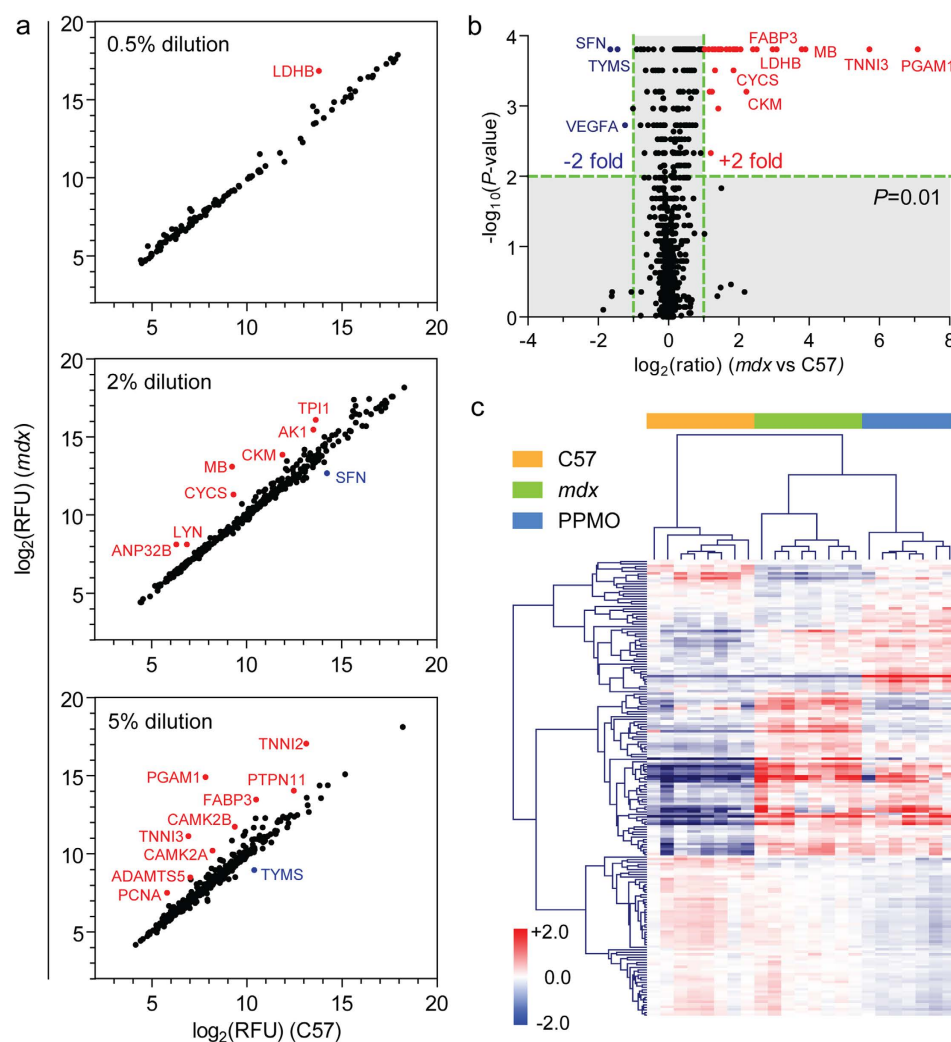 a
log₂(RFU) (mdx)
20
15
10
5
0.5% dilution
LDHB
5
10
15
20
20
15
10
5
2% dilution
TPI1
AK1
CKM
MB
SFN
CYCS
LYN
ANP32B
5
10
15
20
20
15
10
5
5% dilution
TNNI2
PGAM1
PTPN11
FABP3
CAMK2B
TNNI3
CAMK2A
ADAMTS5
TYMS
PCNA
5
10
15
20
log₂(RFU) (C57)
b
-log₁₀(P-value)
4
3
2
1
0
SFN
TYMS
VEGFA
-2 fold
FABP3
LDHB
MB
TNNI3
PGAM1
CYCS
CKM
+2 fold
P=0.01
-4
-2
0
2
4
6
8
log₂(ratio) (mdx vs C57)
c
C57
mdx
PPMO
+2.0
0.0
-2.0